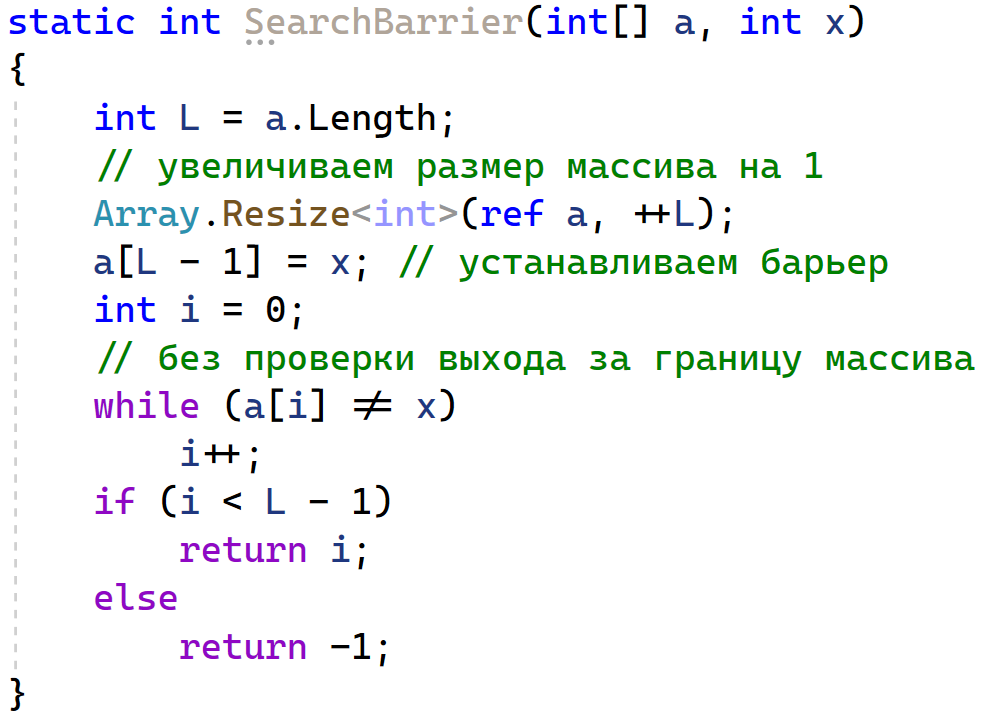 static int SearchBarrier(int[] a, int x)
{
int L = a.Length;
// увеличиваем размер массива на 1
Array.Resize<int>(ref a, ++L);
a[L - 1] = x; // устанавливаем барьер
int i = 0;
// без проверки выхода за границу массива
while (a[i] != x)
i++;
if (i < L - 1)
return i;
else
return -1;
}